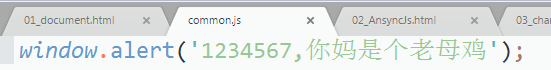 01_document.html
common.js
02_AnsyncJs.html
03_char
window.alert('1234567,你妈是个老母鸡');